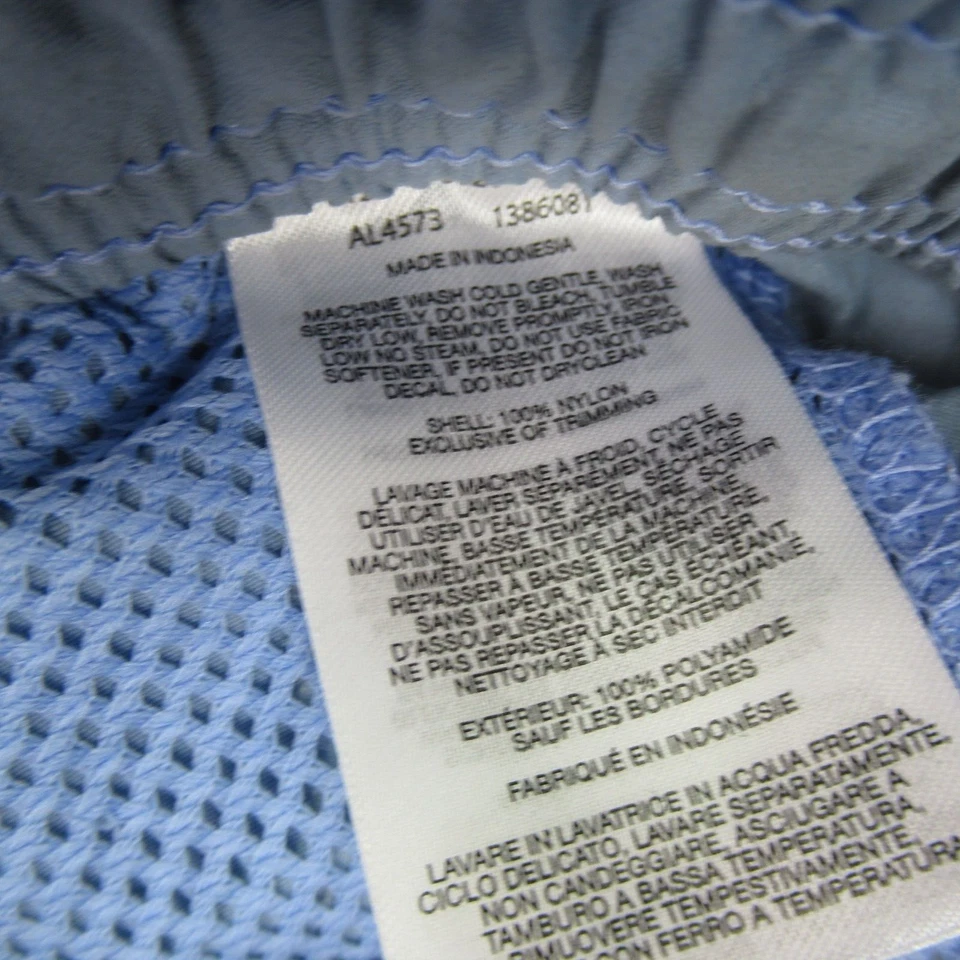 AL4573 1386081
MADE IN INDONESIA
MACHINE WASH COLD GENTLE, WASH
SEPARATELY, DO NOT BLEACH, TUMBLE
DRY LOW, REMOVE PROMPTLY, IRON
LOW NO STEAM, DO NOT USE FABRIC
SOFTENER, IF PRESENT DO NOT IRON
DECAL, DO NOT DRYCLEAN
SHELL: 100% NYLON
EXCLUSIVE OF TRIMMING
LAVAGE MACHINE À FROID, CYCLE
DÉLICAT, LAVER SÉPARÉMENT, NE PAS
UTILISER D'EAU DE JAVEL, SÉCHAGE
MACHINE, BASSE TEMPÉRATURE, SORTIR
IMMÉDIATEMENT DE LA MACHINE,
REPASSER À BASSE TEMPÉRATURE,
SANS VAPEUR, NE PAS UTILISER
D'ASSOUPLISSANT, LE CAS ÉCHÉANT,
NE PAS REPASSER LA DÉCALCOMANIE,
NETTOYAGE À SEC INTERDIT
EXTÉRIEUR: 100% POLYAMIDE
SAUF LES BORDURES
FABRIQUÉ EN INDONÉSIE
LAVARE IN LAVATRICE IN ACQUA FREDDA,
CICLO DELICATO, LAVARE SEPARATAMENTE,
NON CANDEGGIARE, ASCIUGARE A
TAMBURO A BASSA TEMPERATURA,
RIMUOVERE TEMPESTIVAMENTE,
CON FERRO A TEMPERATURA